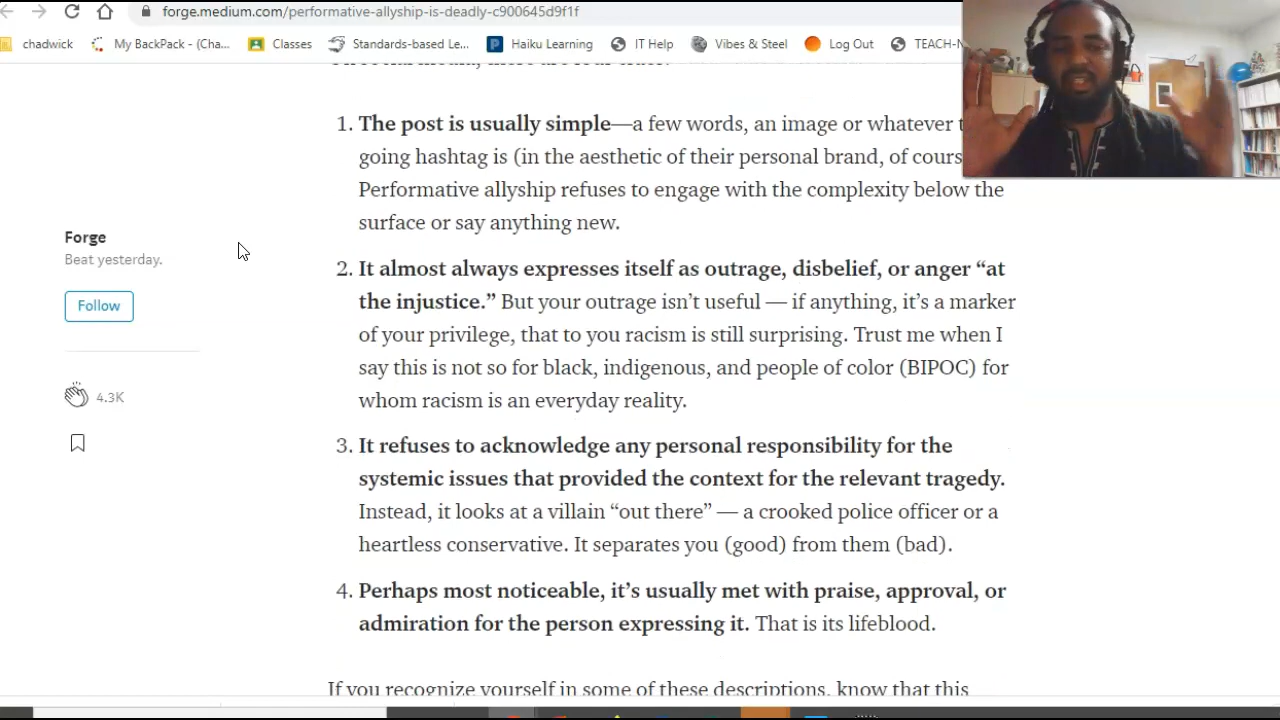 forge.medium.com/performative-allyship-is-deadly-c900645d9f1f
chadwick My BackPack - (Cha... Classes Standards-based Le... Haiku Learning IT Help Vibes & Steel Log Out TEACH-N
1. The post is usually simple—a few words, an image or whatever
going hashtag is (in the aesthetic of their personal brand, of cours
Performative allyship refuses to engage with the complexity below the
surface or say anything new.
Forge
Beat yesterday.
Follow
4.3K
2. It almost always expresses itself as outrage, disbelief, or anger “at
the injustice.” But your outrage isn’t useful — if anything, it’s a marker
of your privilege, that to you racism is still surprising. Trust me when I
say this is not so for black, indigenous, and people of color (BIPOC) for
whom racism is an everyday reality.
3. It refuses to acknowledge any personal responsibility for the
systemic issues that provided the context for the relevant tragedy.
Instead, it looks at a villain “out there” — a crooked police officer or a
heartless conservative. It separates you (good) from them (bad).
4. Perhaps most noticeable, it’s usually met with praise, approval, or
admiration for the person expressing it. That is its lifeblood.
If you recognize yourself in some of these descriptions, know that this